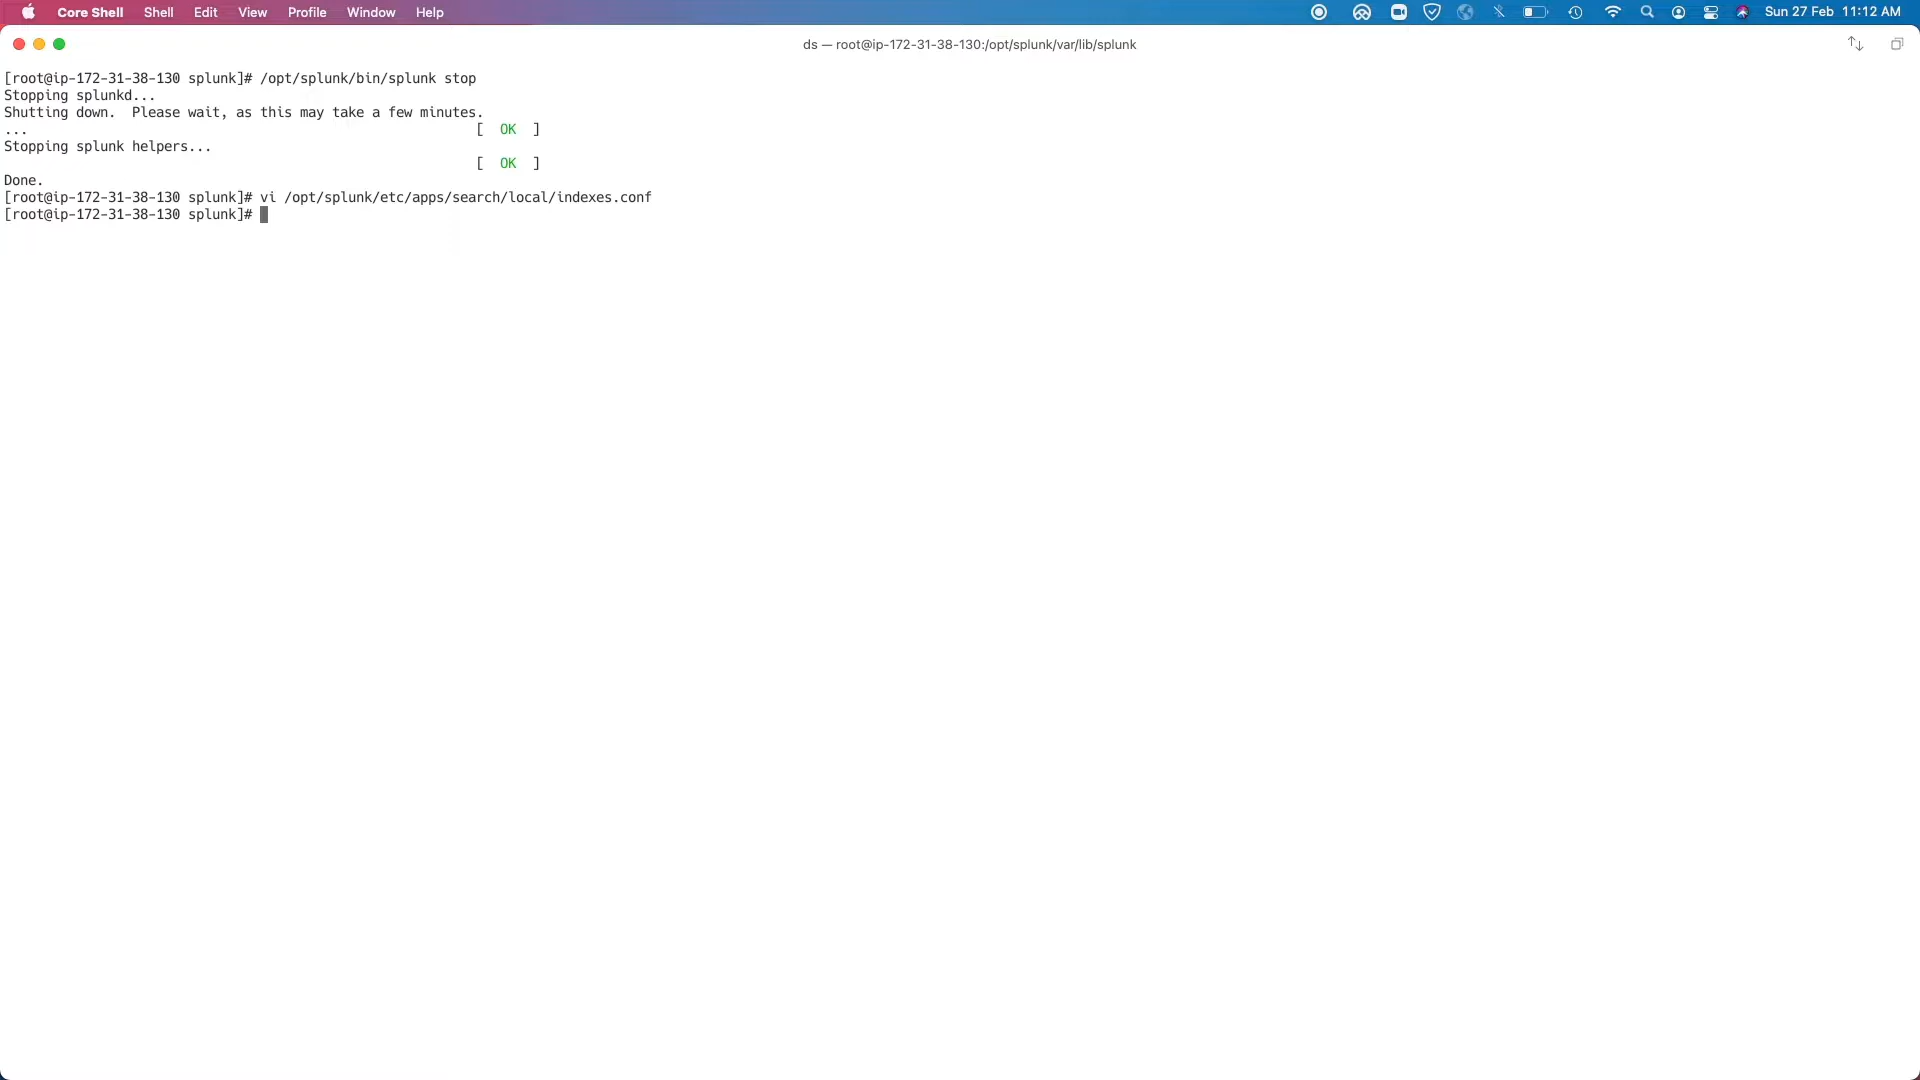 Core Shell Shell Edit View Profile Window Help Sun 27 Feb 11:12 AM
ds — root@ip-172-31-38-130:/opt/splunk/var/lib/splunk
[root@ip-172-31-38-130 splunk]# /opt/splunk/bin/splunk stop
Stopping splunkd...
Shutting down.  Please wait, as this may take a few minutes.
...                                                        [  OK  ]
Stopping splunk helpers...
                                                           [  OK  ]
Done.
[root@ip-172-31-38-130 splunk]# vi /opt/splunk/etc/apps/search/local/indexes.conf
[root@ip-172-31-38-130 splunk]#